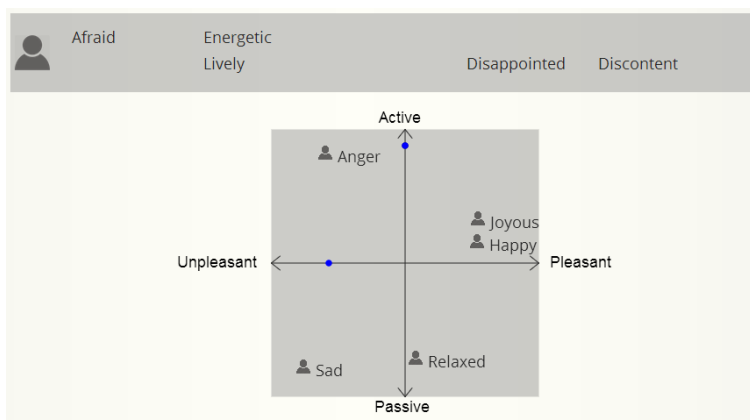 Afraid Energetic
Lively Disappointed Discontent
Active
Anger
Joyous
Happy
Unpleasant Pleasant
Relaxed
Sad
Passive